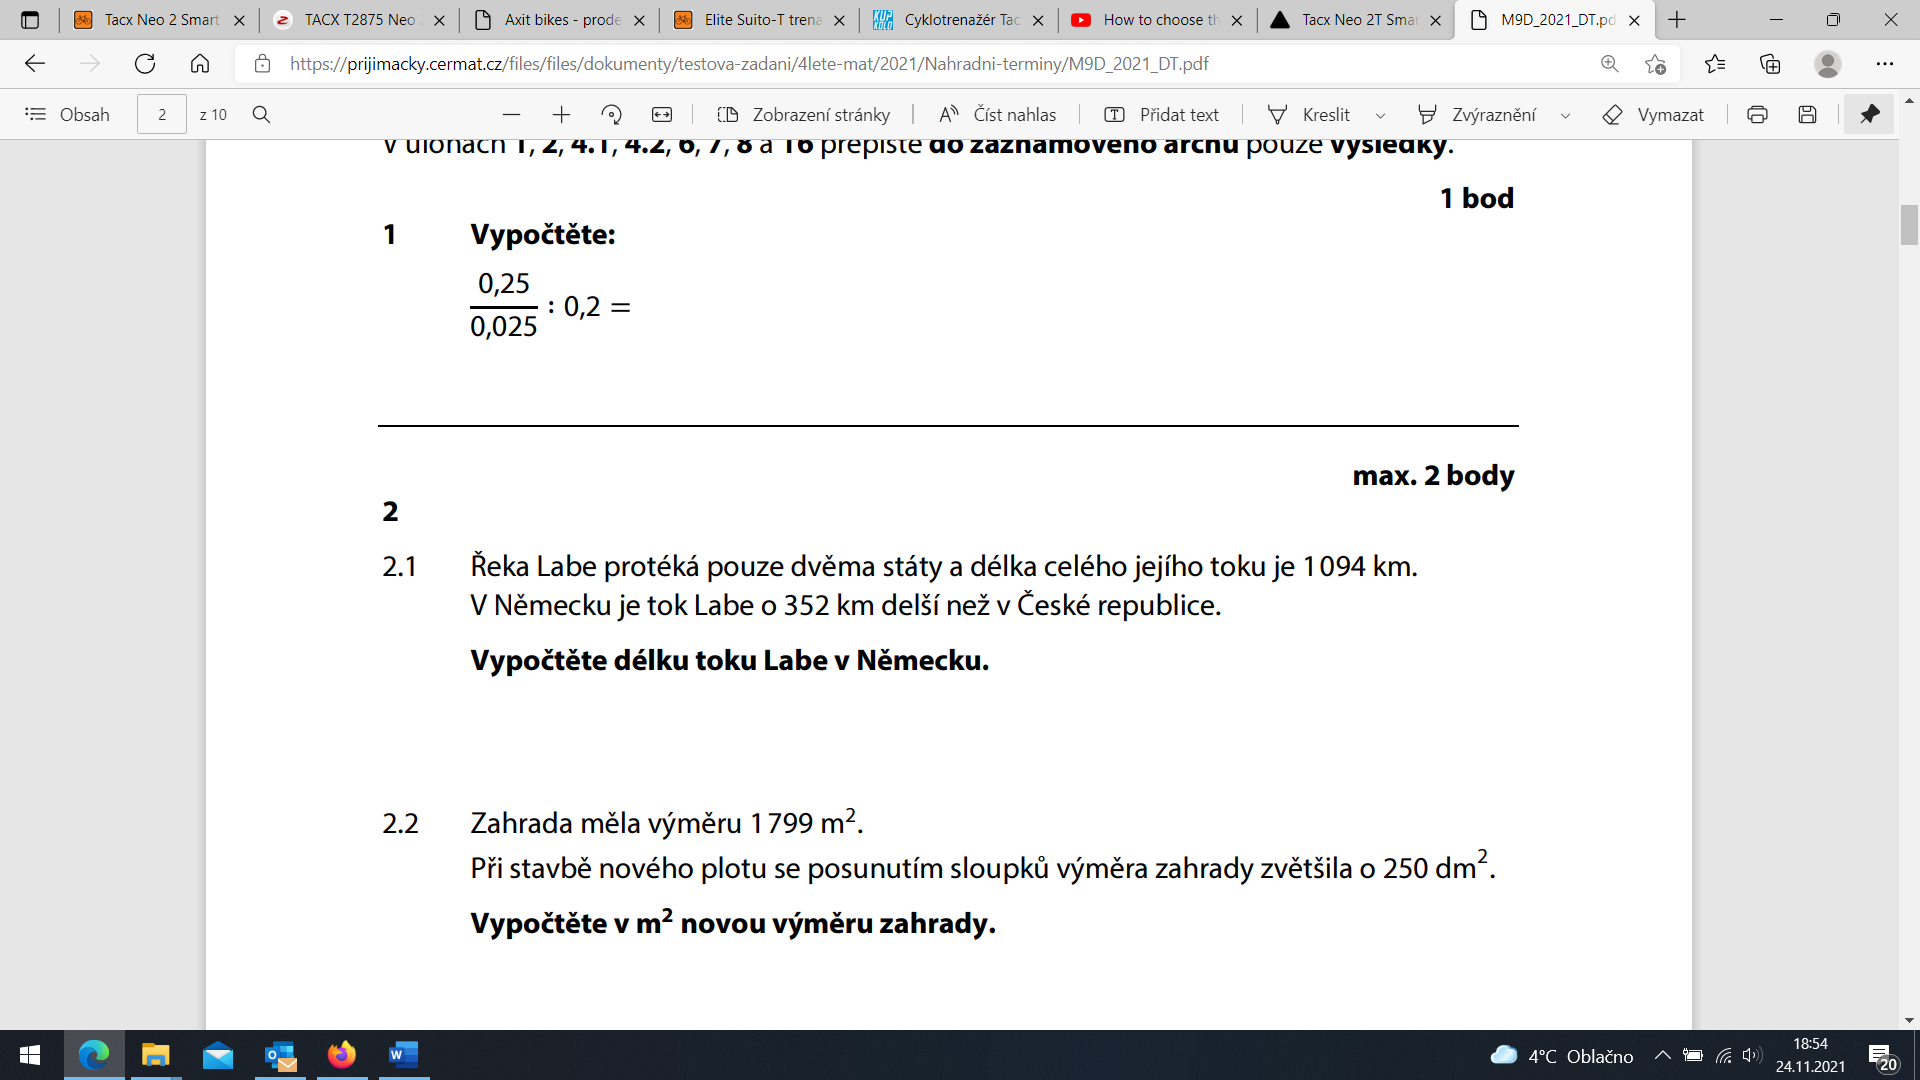 Tacx Neo 2 Smart
TACX T2875 Neo 2
Axit bikes - prode
Elite Suito-T trena
Cyklotrenažér Tac
How to choose th
Tacx Neo 2T Smar
M9D_2021_DT.pd
https://prijimacky.cermat.cz/files/files/dokumenty/testova-zadani/4lete-mat/2021/Nahradni-terminy/M9D_2021_DT.pdf
Obsah 2 z 10 Zobrazení stránky Číst nahlas Přidat text Kreslit Zvýraznění Vymazat
V úlohách 1, 2, 4.1, 4.2, 6, 7, 8 a 16 přepište do záznamového archu pouze výsledky.
1 bod
1 Vypočtěte:
0,25
0,025
: 0,2 =
max. 2 body
2
2.1 Řeka Labe protéká pouze dvěma státy a délka celého jejího toku je 1 094 km.
V Německu je tok Labe o 352 km delší než v České republice.
Vypočtěte délku toku Labe v Německu.
2.2 Zahrada měla výměru 1 799 m².
Při stavbě nového plotu se posunutím sloupků výměra zahrady zvětšila o 250 dm².
Vypočtěte v m² novou výměru zahrady.
4°C Oblačno
18:54
24.11.2021
20